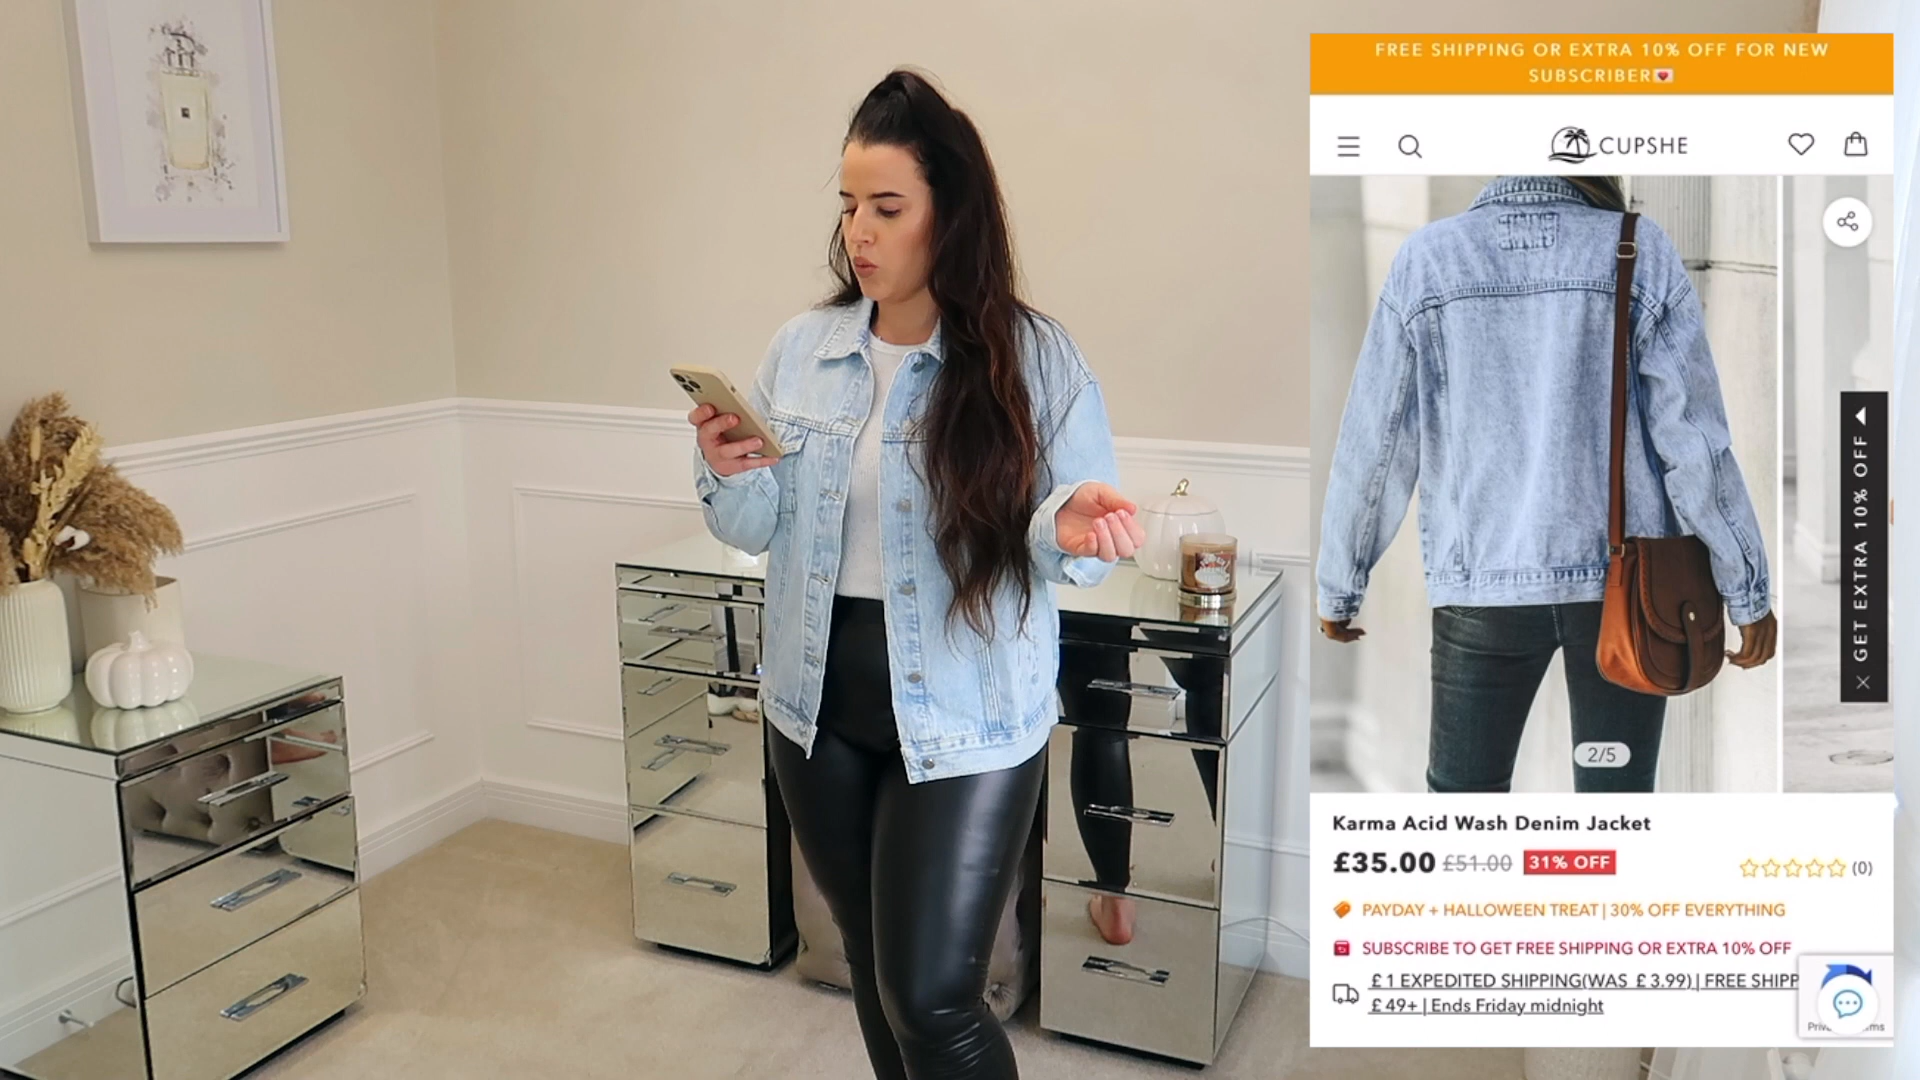 FREE SHIPPING OR EXTRA 10% OFF FOR NEW
SUBSCRIBER💌
CUPSHE
GET EXTRA 10% OFF
2/5
Karma Acid Wash Denim Jacket
£35.00 £51.00 31% OFF
(0)
PAYDAY + HALLOWEEN TREAT | 30% OFF EVERYTHING
SUBSCRIBE TO GET FREE SHIPPING OR EXTRA 10% OFF
£1 EXPEDITED SHIPPING(WAS £3.99) | FREE SHIPP
£49+ | Ends Friday midnight